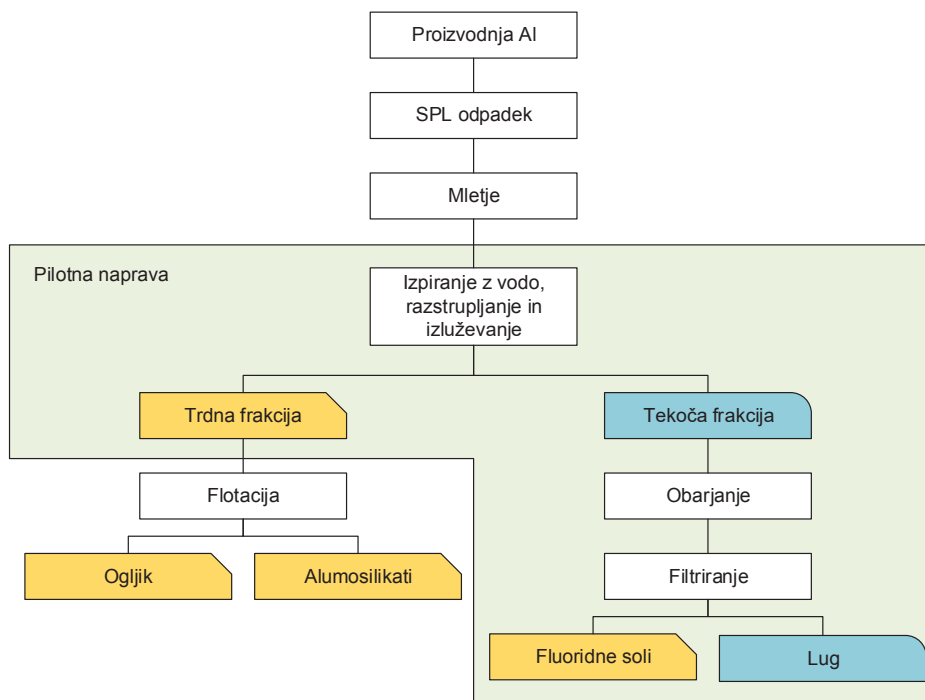 Proizvodnja Al
SPL odpadek
Mletje
Pilotna naprava
Izpiranje z vodo,
razstrupljanje in
izluževanje
Trdna frakcija
Tekoča frakcija
Flotacija
Obarjanje
Ogljik
Alumosilikati
Filtriranje
Fluoridne soli
Lug